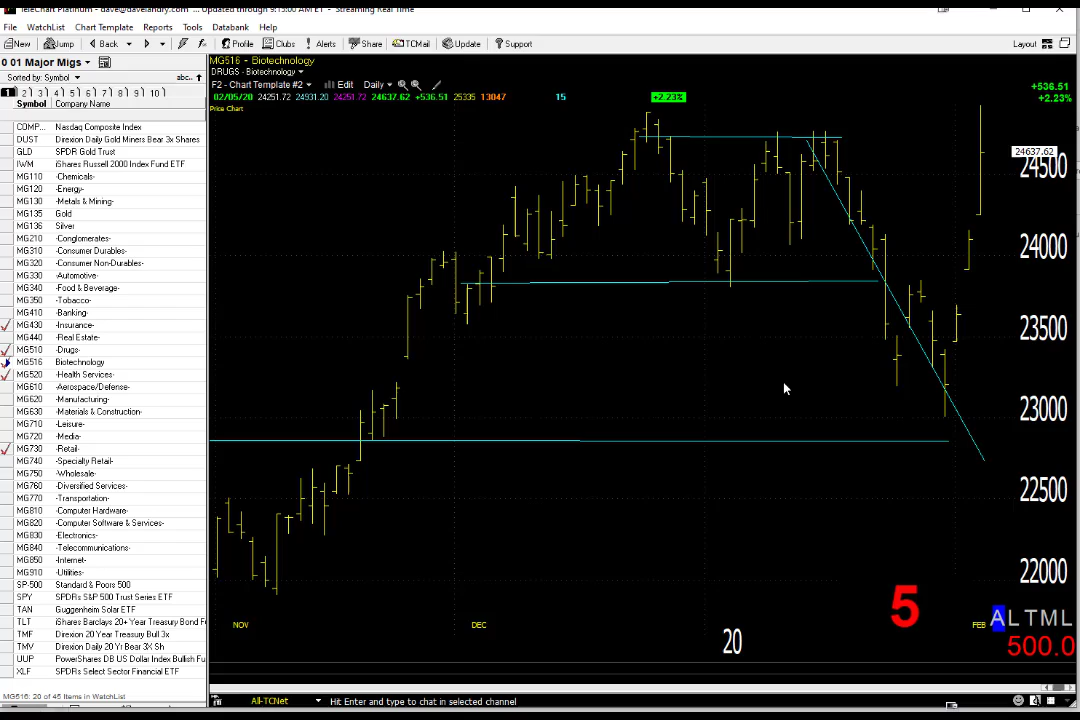 TeleChart Platinum - dave@davelandry.com ... Updated through 9:15:00 AM ET - Streaming Real Time
File WatchList Chart Template Reports Tools Databank Help
New Jump Back Profile Clubs Alerts Share TCMail Update Support Layout
0 01 Major Migs
Sorted by: Symbol abc..
1 2 3 4 5 6 7 8 9 10
Symbol Company Name
COMP... Nasdaq Composite Index
DUST Direxion Daily Gold Miners Bear 3x Shares
GLD SPDR Gold Trust
IWM iShares Russell 2000 Index Fund ETF
MG110 -Chemicals-
MG120 -Energy-
MG130 -Metals & Mining-
MG135 Gold
MG136 Silver
MG210 -Conglomerates-
MG310 -Consumer Durables-
MG320 -Consumer Non-Durables-
MG330 -Automotive-
MG340 -Food & Beverage-
MG350 -Tobacco-
MG410 -Banking-
MG430 -Insurance-
MG440 -Real Estate-
MG510 -Drugs-
MG516 Biotechnology
MG520 -Health Services-
MG610 -Aerospace/Defense-
MG620 -Manufacturing-
MG630 -Materials & Construction-
MG710 -Leisure-
MG720 -Media-
MG730 -Retail-
MG740 -Specialty Retail-
MG750 -Wholesale-
MG760 -Diversified Services-
MG770 -Transportation-
MG810 -Computer Hardware-
MG820 -Computer Software & Services-
MG830 -Electronics-
MG840 -Telecommunications-
MG850 -Internet-
MG910 -Utilities-
SP-500 Standard & Poors 500
SPY SPDRs S&P 500 Trust Series ETF
TAN Guggenheim Solar ETF
TLT iShares Barclays 20+ Year Treasury Bond F
TMF Direxion 20 Year Treasury Bull 3x
TMV Direxion Daily 20 Yr Bear 3X Sh
UUP PowerShares DB US Dollar Index Bullish Fu
XLF SPDRs Select Sector Financial ETF
MG516: 20 of 45 Items in WatchList
MG516 - Biotechnology
DRUGS - Biotechnology
F2 - Chart Template #2 Edit Daily
02/05/20 24251.72 24931.20 24251.72 24637.62 +536.51 25335 13047 15 +2.23%
Price Chart
+536.51
+2.23%
24637.62
24500
24000
23500
23000
22500
22000
5
A L T M L
500.0
NOV DEC 20 FEB
All-TCNet Hit Enter and type to chat in selected channel